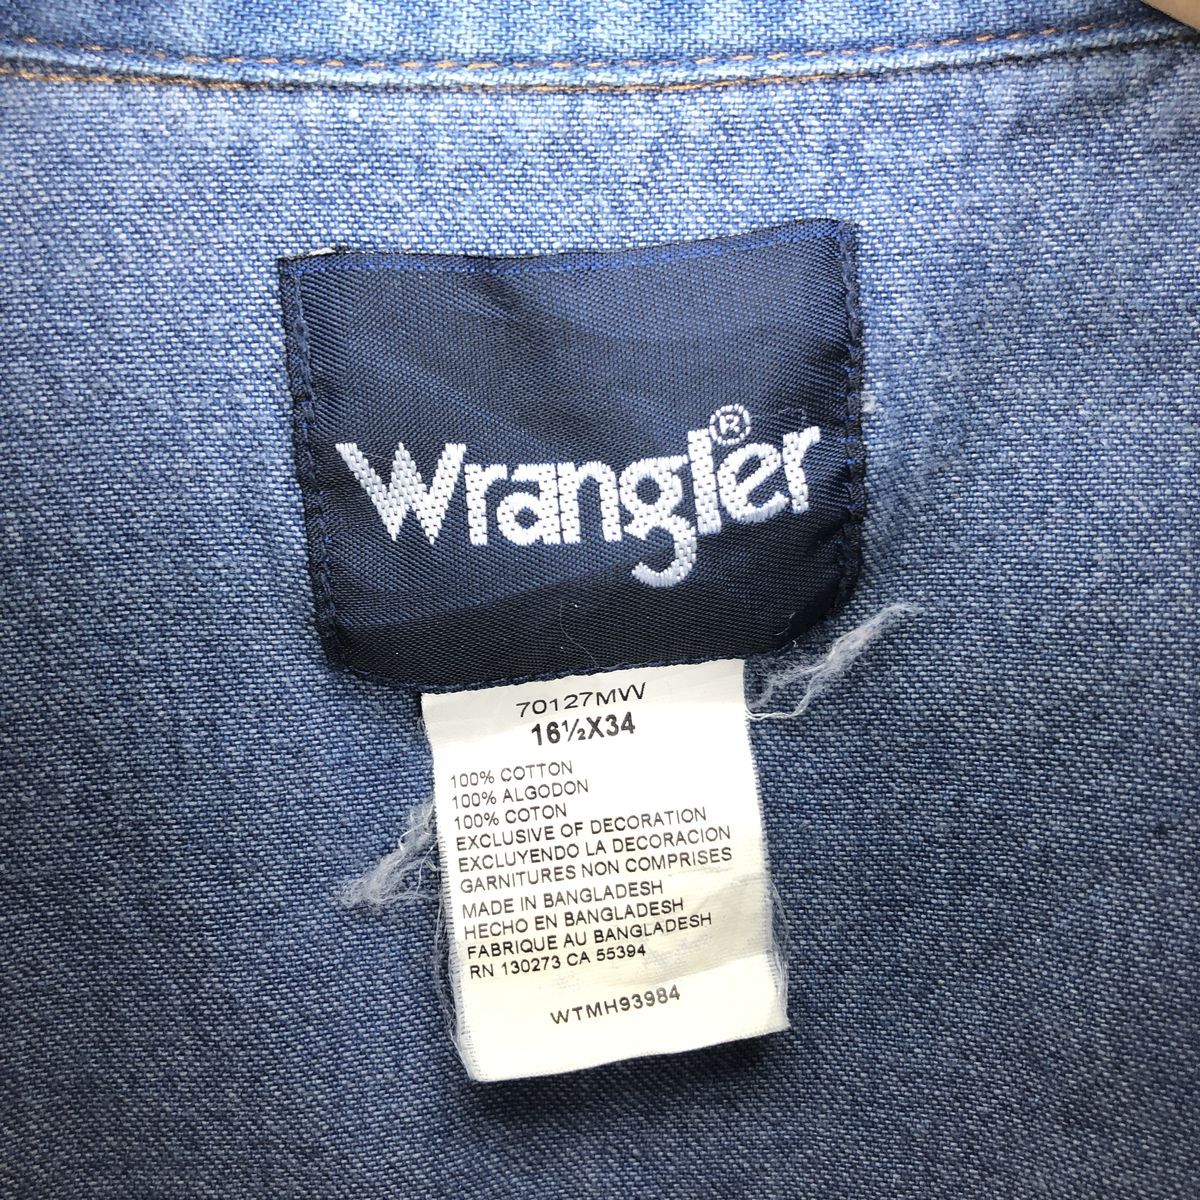 Wrangler®
70127MW
16½X34
100% COTTON
100% ALGODON
100% COTON
EXCLUSIVE OF DECORATION
EXCLUYENDO LA DECORACION
GARNITURES NON COMPRISES
MADE IN BANGLADESH
HECHO EN BANGLADESH
FABRIQUE AU BANGLADESH
RN 130273 CA 55394
WTMH93984